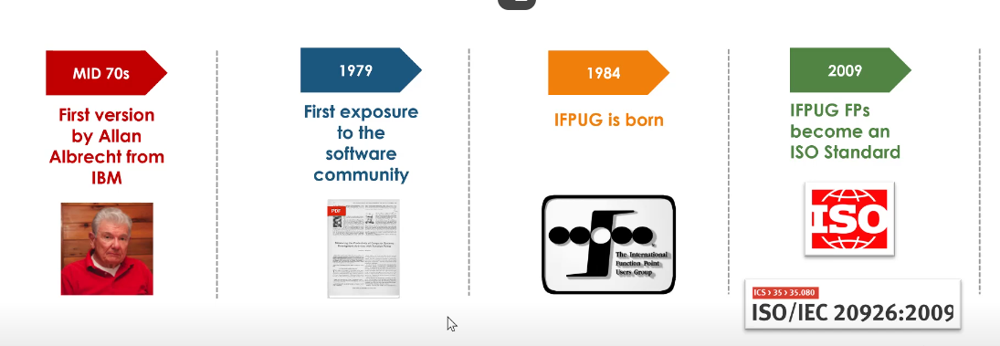 MID 70s
First version
by Allan
Albrecht from
IBM
1979
First exposure
to the
software
community
PDF
1984
IFPUG is born
The International
Function Point
Users Group
2009
IFPUG FPs
become an
ISO Standard
ISO
ICS > 35 > 35.080
ISO/IEC 20926:2009